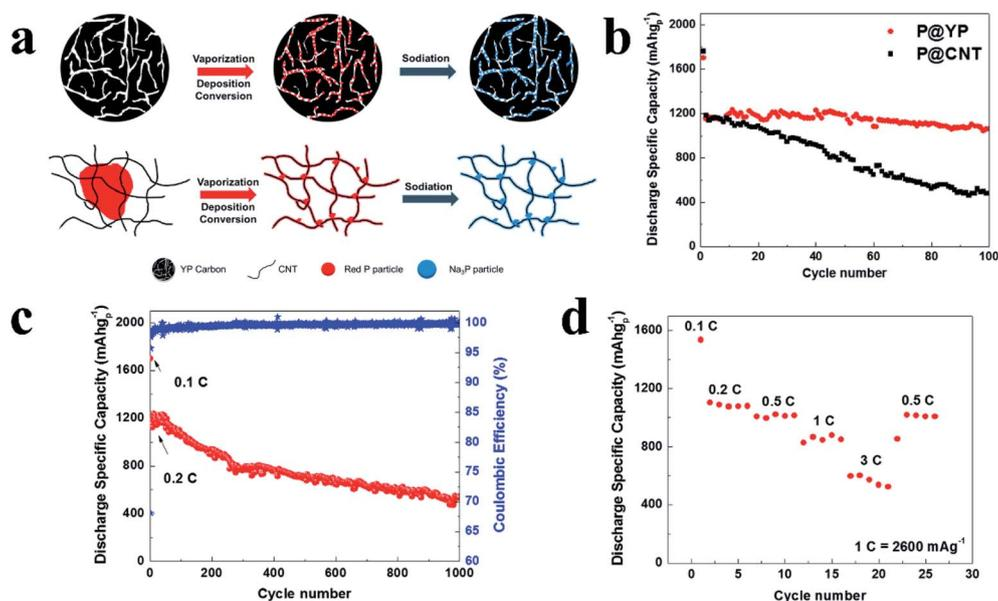 a
Vaporization
Deposition
Conversion
Sodiation
Vaporization
Deposition
Conversion
Sodiation
YP Carbon
CNT
Red P particle
Na₃P particle
b
P@YP
P@CNT
Discharge Specific Capacity (mAhgₚ⁻¹)
2000
1600
1200
800
400
0
0 20 40 60 80 100
Cycle number
c
Discharge Specific Capacity (mAhgₚ⁻¹)
2000
1600
1200
800
400
0
0.1 C
0.2 C
100
95
90
85
80
75
70
65
60
Coulombic Efficiency (%)
0 200 400 600 800 1000
Cycle number
d
Discharge Specific Capacity (mAhgₚ⁻¹)
1600
1200
800
400
0
0.1 C
0.2 C
0.5 C
1 C
3 C
0.5 C
1 C = 2600 mAg⁻¹
0 5 10 15 20 25 30
Cycle number